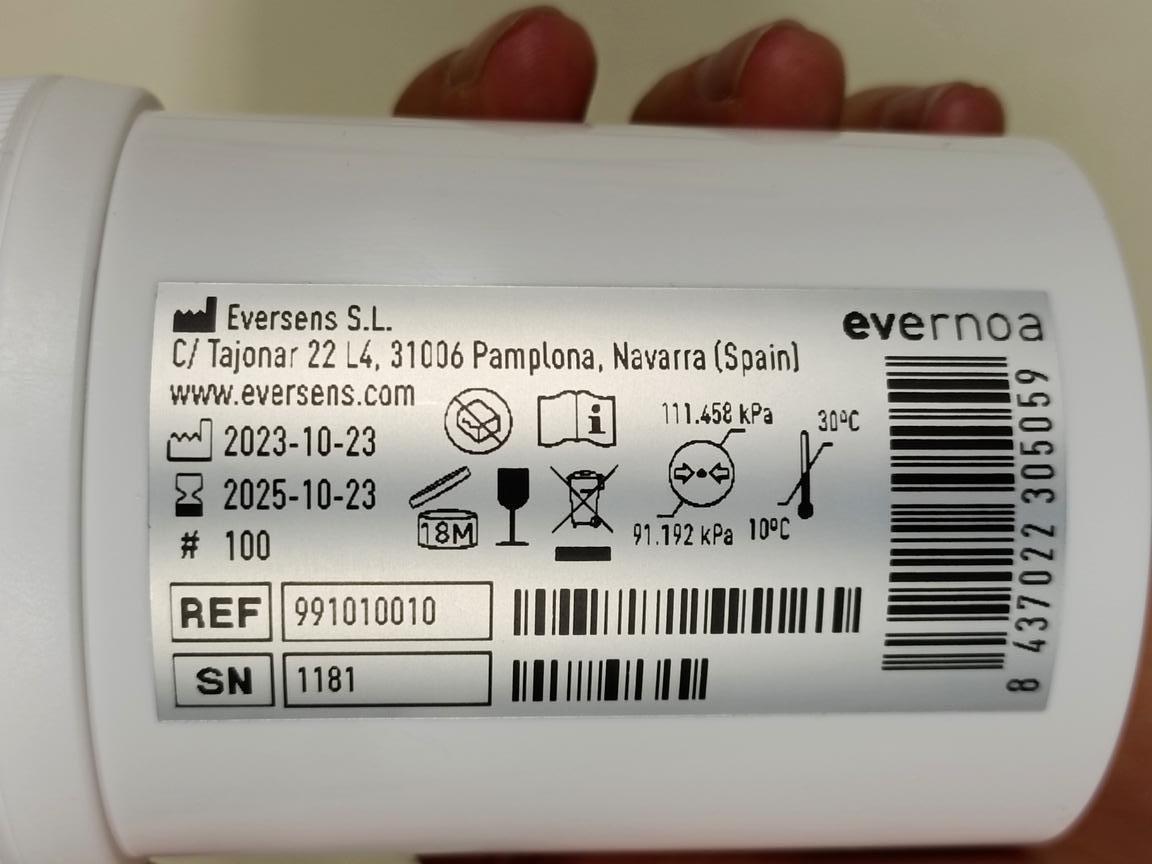 Eversens S.L.
C/ Tajonar 22 L4, 31006 Pamplona, Navarra (Spain)
www.eversens.com
evernoa
2023-10-23
2025-10-23
# 100
18M
111.458 kPa
91.192 kPa
30ºC
10ºC
REF 991010010
SN 1181
8 437022 305059